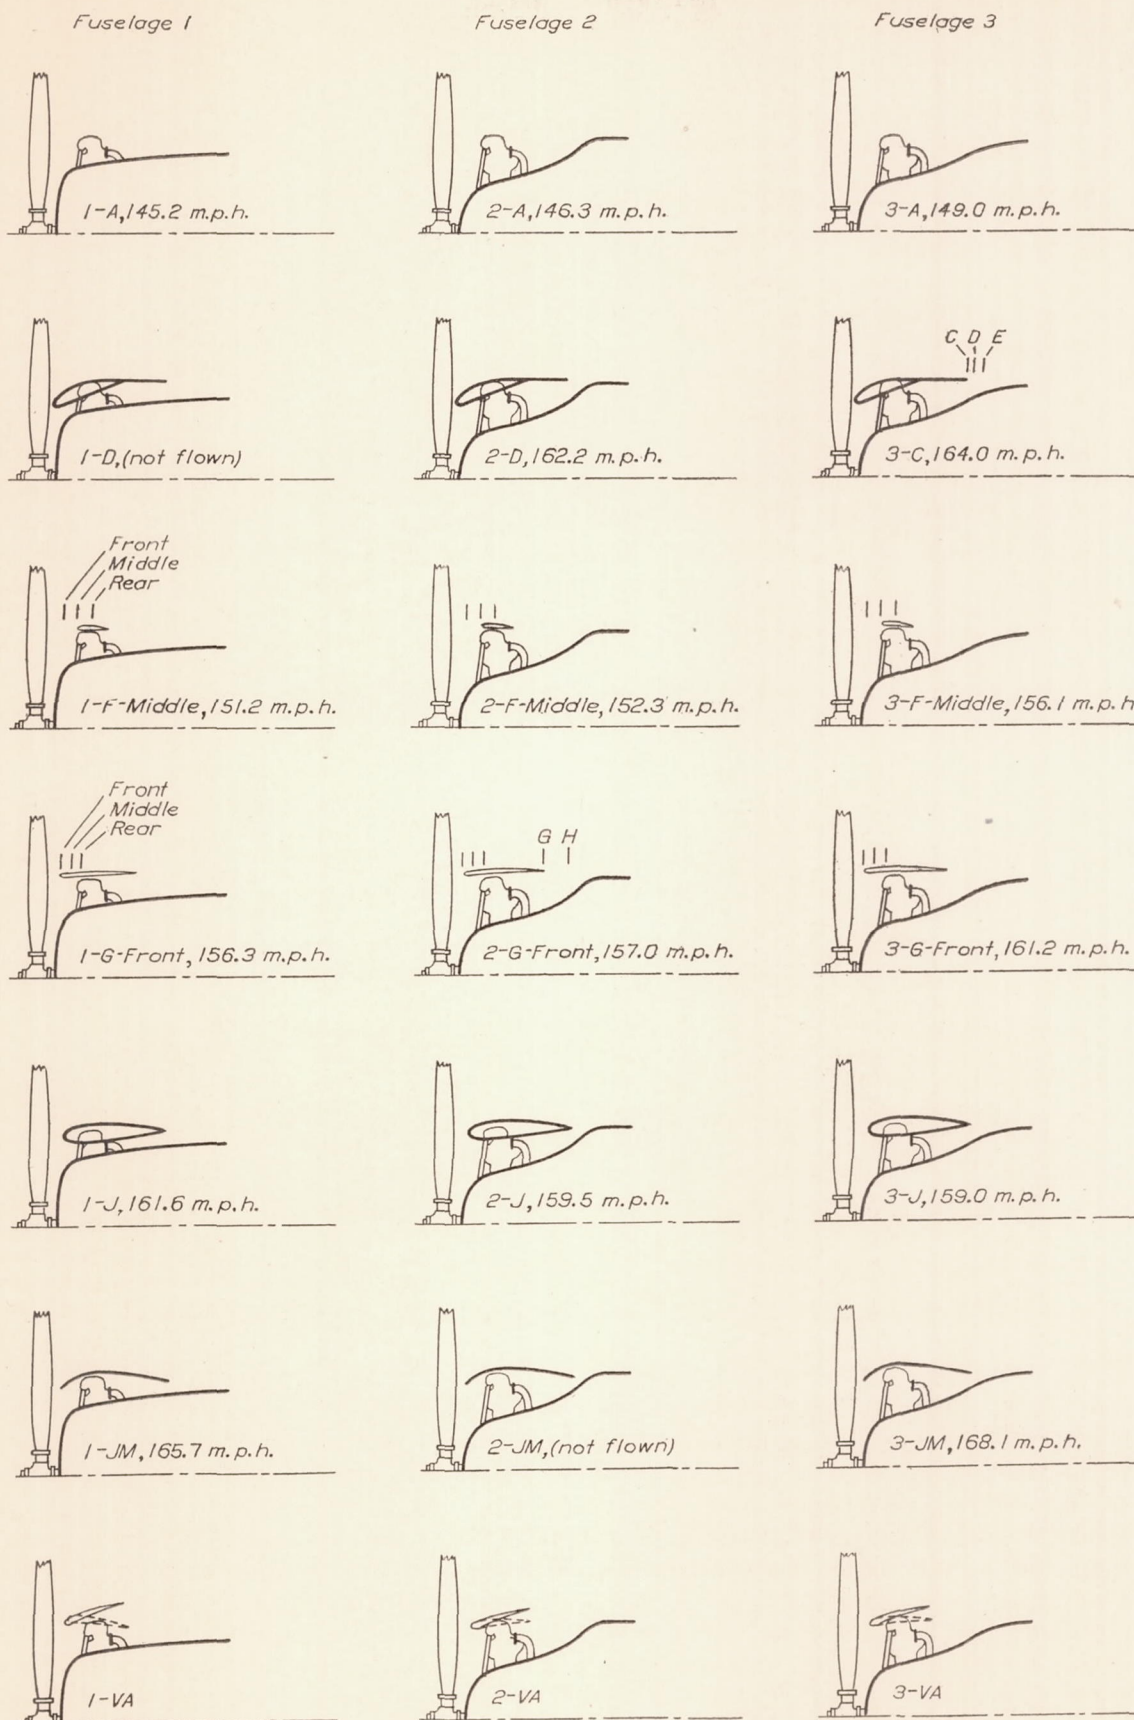 Fuselage 1
Fuselage 2
Fuselage 3
1-A, 145.2 m.p.h.
2-A, 146.3 m.p.h.
3-A, 149.0 m.p.h.
C D E
1-D, (not flown)
2-D, 162.2 m.p.h.
3-C, 164.0 m.p.h.
Front
Middle
Rear
1-F-Middle, 151.2 m.p.h.
2-F-Middle, 152.3 m.p.h.
3-F-Middle, 156.1 m.p.h
Front
Middle
Rear
G H
1-G-Front, 156.3 m.p.h.
2-G-Front, 157.0 m.p.h.
3-G-Front, 161.2 m.p.h.
1-J, 161.6 m.p.h.
2-J, 159.5 m.p.h.
3-J, 159.0 m.p.h.
1-JM, 165.7 m.p.h.
2-JM, (not flown)
3-JM, 168.1 m.p.h.
1-VA
2-VA
3-VA